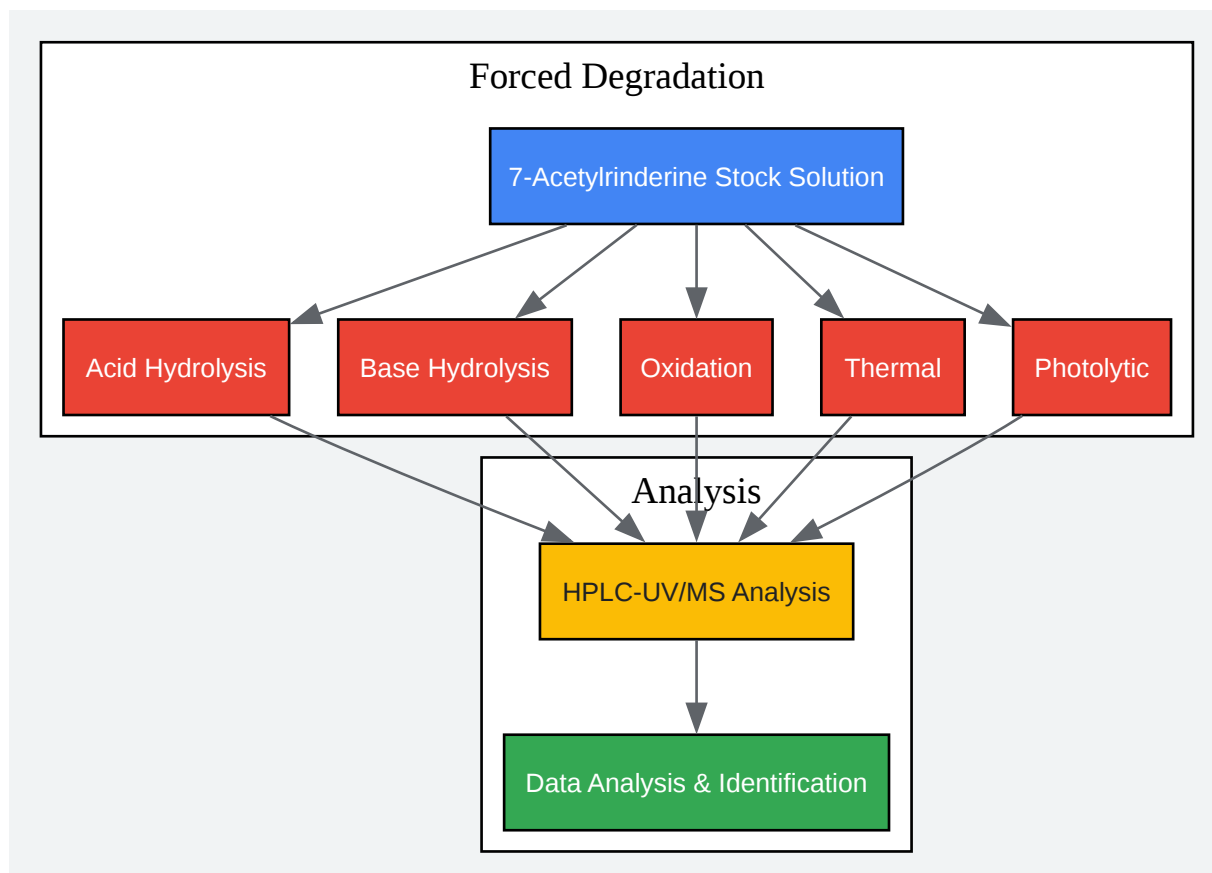 Forced Degradation
7-Acetylrinderine Stock Solution
Acid Hydrolysis
Base Hydrolysis
Oxidation
Thermal
Photolytic
Analysis
HPLC-UV/MS Analysis
Data Analysis & Identification